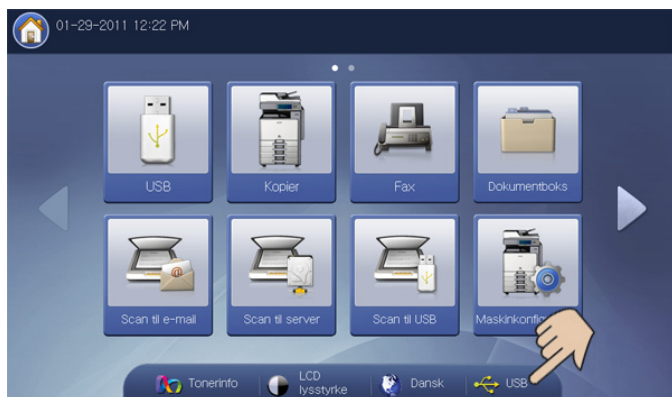 01-29-2011 12:22 PM
USB
Kopier
Fax
Dokumentboks
Scan til e-mail
Scan til server
Scan til USB
Tonerinfo
LCD
lysstyrke
Dansk
USB